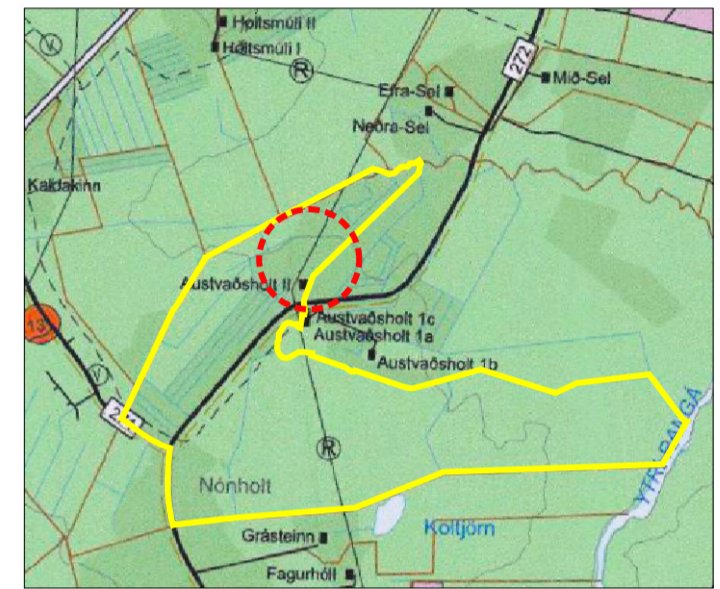 Holtsmúli II
Holtsmúli I
V
R
272
Mið-Sel
Efra-Sel
Neðra-Sel
Kaldakinn
Austvaðsholt II
13
Austvaðsholt 1c
Austvaðsholt 1a
Austvaðsholt 1b
V
R
YTRI-RANGÁ
Nónholt
Koltjörn
Grásteinn
Fagurhóll